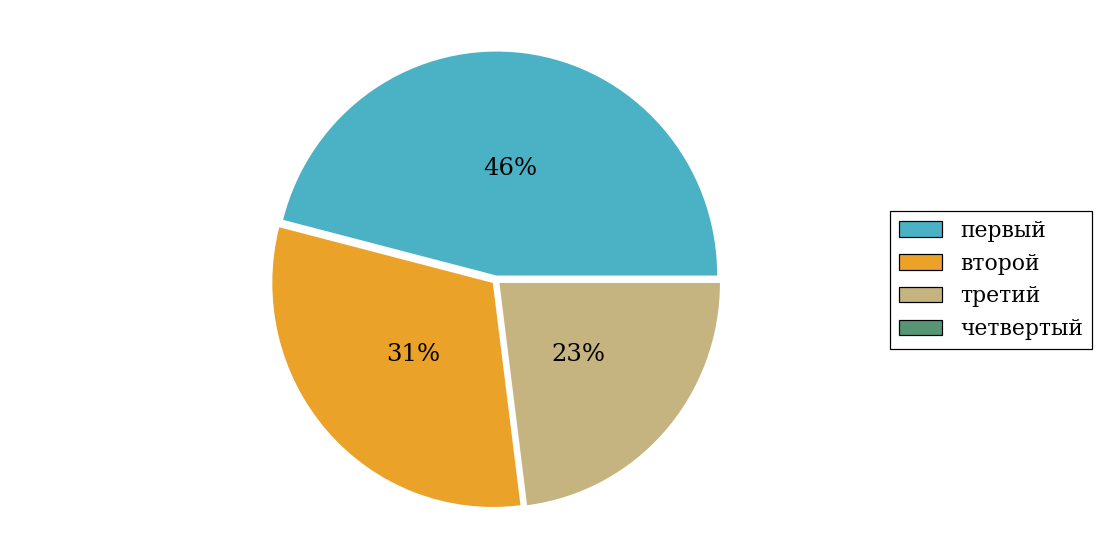 46%
31%
23%
первый
второй
третий
четвертый